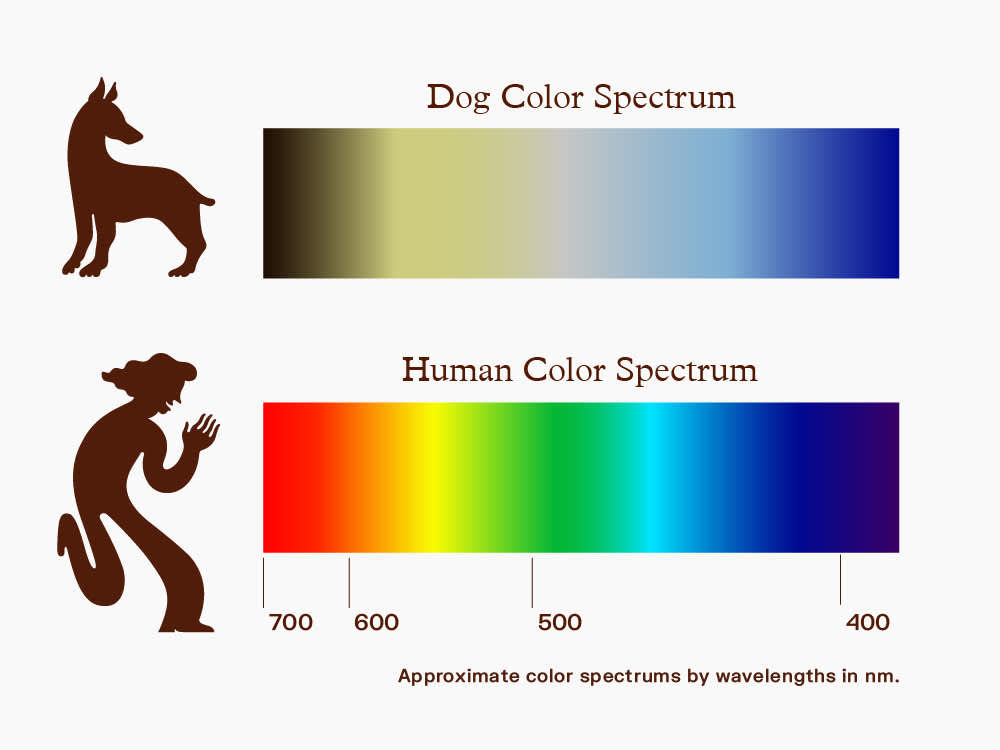 Dog Color Spectrum
Human Color Spectrum
700 600 500 400
Approximate color spectrums by wavelengths in nm.